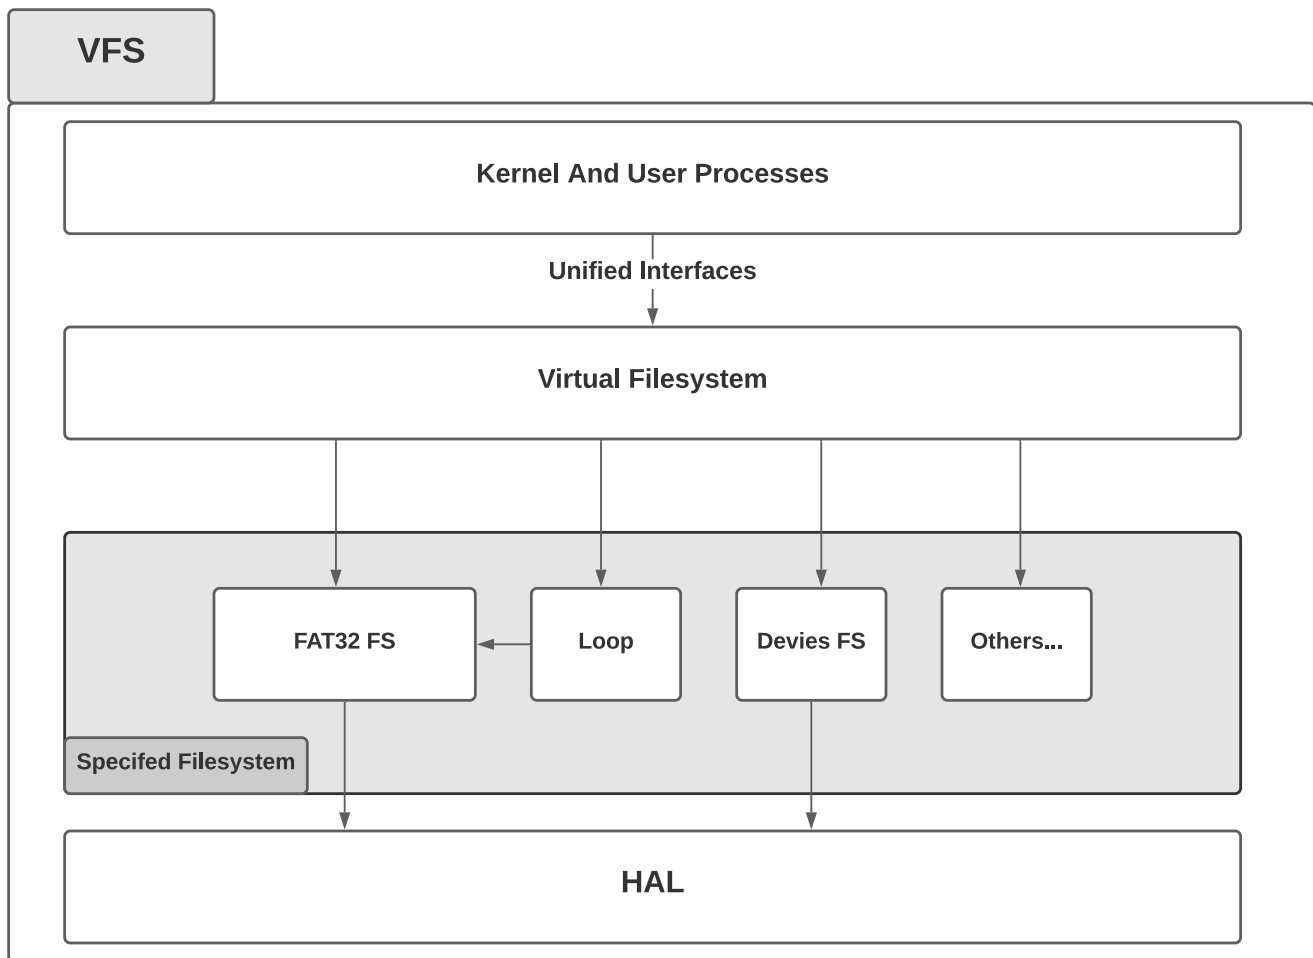 VFS
Kernel And User Processes
Unified Interfaces
Virtual Filesystem
FAT32 FS
Loop
Devies FS
Others...
Specifed Filesystem
HAL